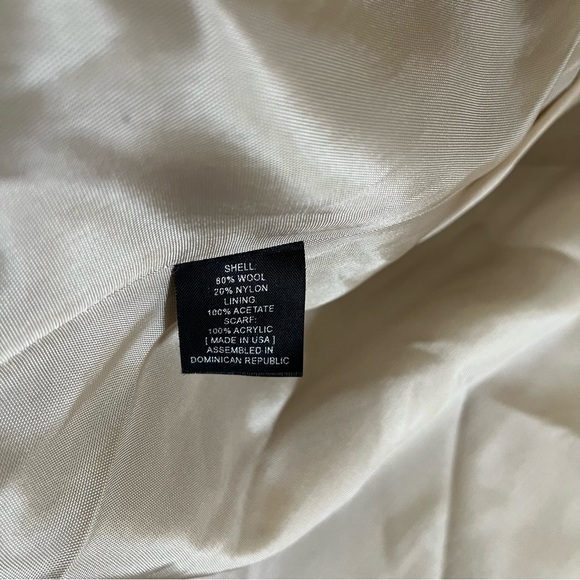 SHELL:
80% WOOL
20% NYLON
LINING
100% ACETATE
SCARF:
100% ACRYLIC
[ MADE IN USA ]
ASSEMBLED IN
DOMINICAN REPUBLIC